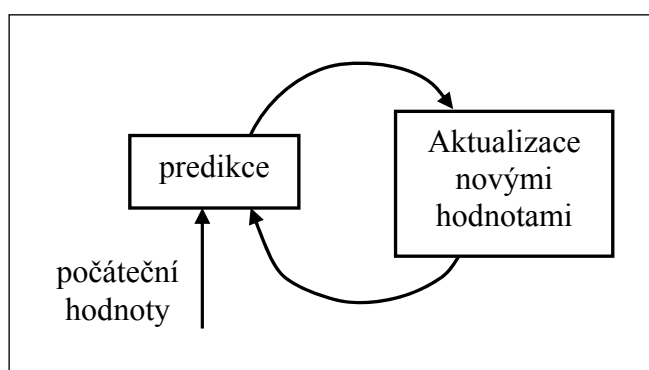 predikce
Aktualizace
novými
hodnotami
počáteční
hodnoty